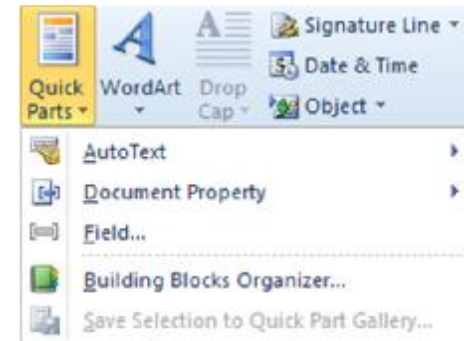 Quick Parts
WordArt
Drop Cap
Signature Line
Date & Time
Object
AutoText
Document Property
Field...
Building Blocks Organizer...
Save Selection to Quick Part Gallery...